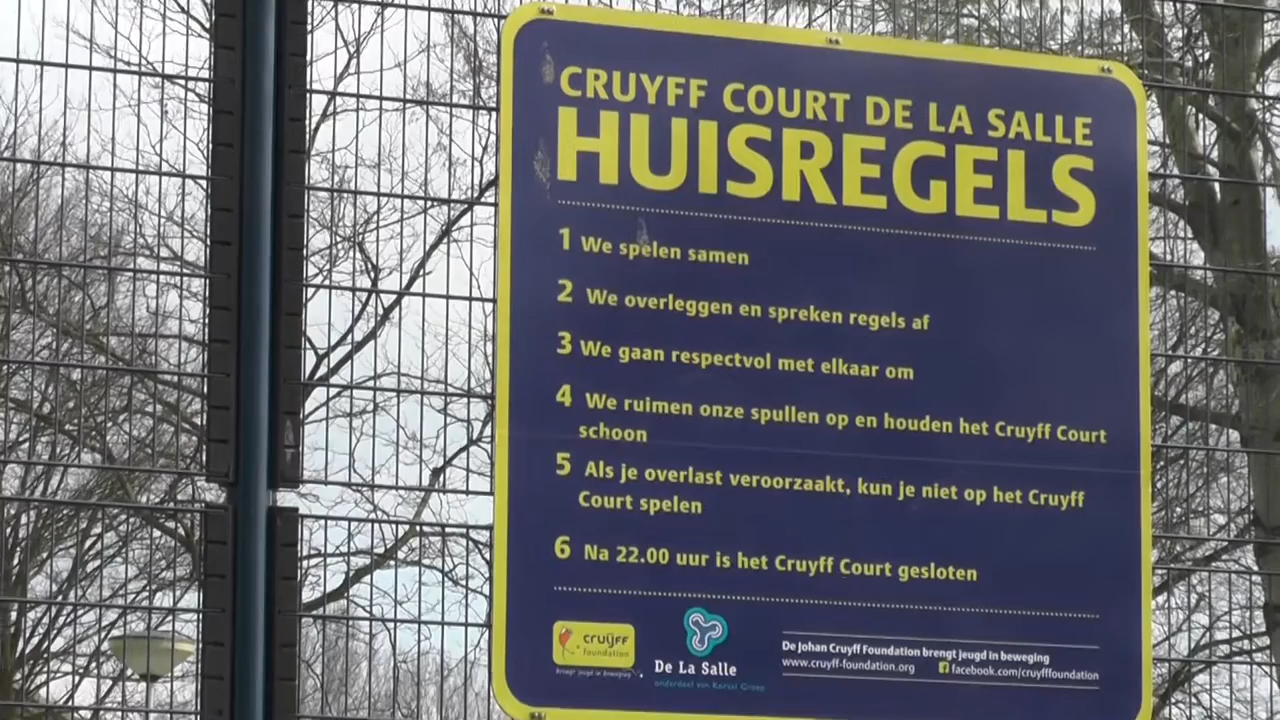 CRUYFF COURT DE LA SALLE
HUISREGELS
1 We spelen samen
2 We overleggen en spreken regels af
3 We gaan respectvol met elkaar om
4 We ruimen onze spullen op en houden het Cruyff Court
schoon
5 Als je overlast veroorzaakt, kun je niet op het Cruyff
Court spelen
6 Na 22.00 uur is het Cruyff Court gesloten
cruyff
foundation
brengt jeugd in beweging
De La Salle
onderdeel van Koraal Groep
De Johan Cruyff Foundation brengt jeugd in beweging
www.cruyff-foundation.org facebook.com/cruyfffoundation